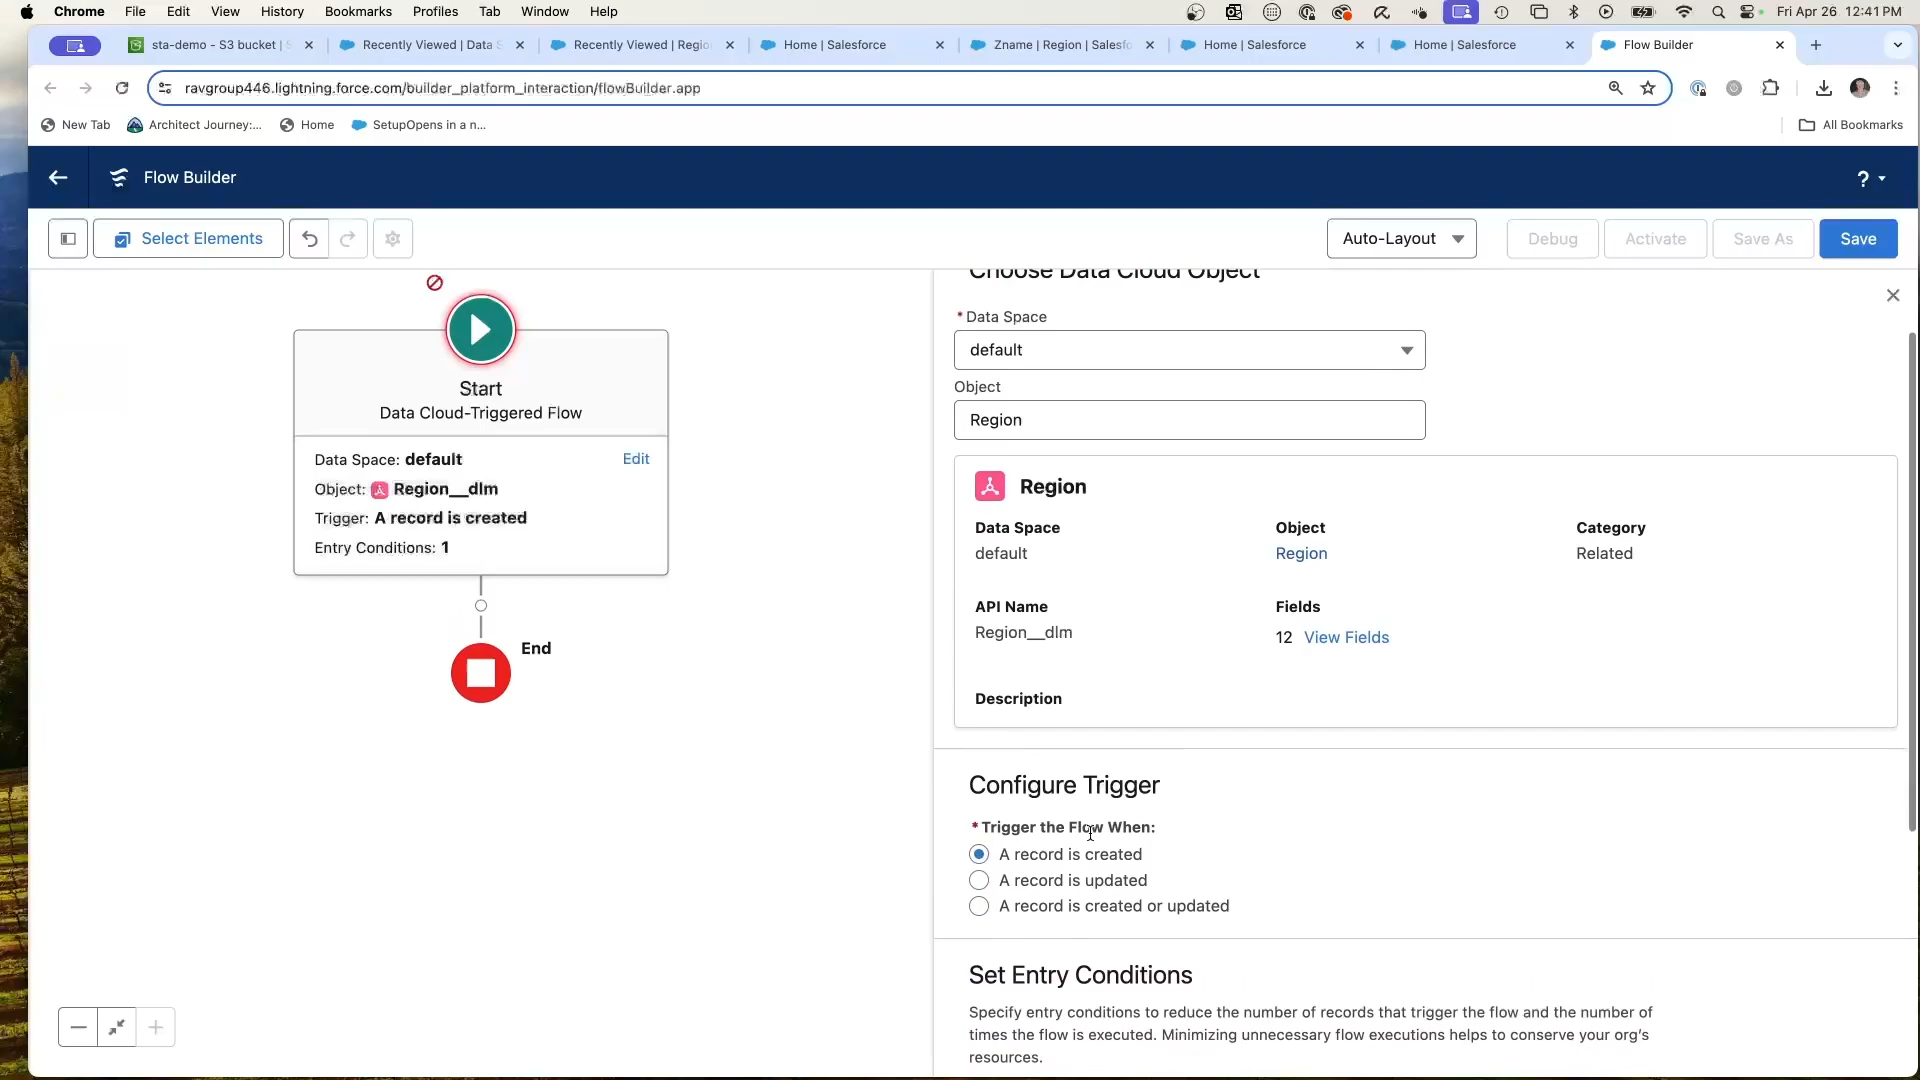 Chrome File Edit View History Bookmarks Profiles Tab Window Help Fri Apr 26 12:41 PM
sta-demo - S3 bucket | Recently Viewed | Data Recently Viewed | Regio Home | Salesforce Zname | Region | Salesfo Home | Salesforce Home | Salesforce Flow Builder
ravgroup446.lightning.force.com/builder_platform_interaction/flowBuilder.app
New Tab Architect Journey:... Home SetupOpens in a n... All Bookmarks
Flow Builder ?
Select Elements Auto-Layout Debug Activate Save As Save
Start
Data Cloud-Triggered Flow
Data Space: default Edit
Object: Region__dlm
Trigger: A record is created
Entry Conditions: 1
End
Choose Data Cloud Object
* Data Space
default
Object
Region
Region
Data Space Object Category
default Region Related
API Name Fields
Region__dlm 12 View Fields
Description
Configure Trigger
* Trigger the Flow When:
A record is created
A record is updated
A record is created or updated
Set Entry Conditions
Specify entry conditions to reduce the number of records that trigger the flow and the number of
times the flow is executed. Minimizing unnecessary flow executions helps to conserve your org's
resources.